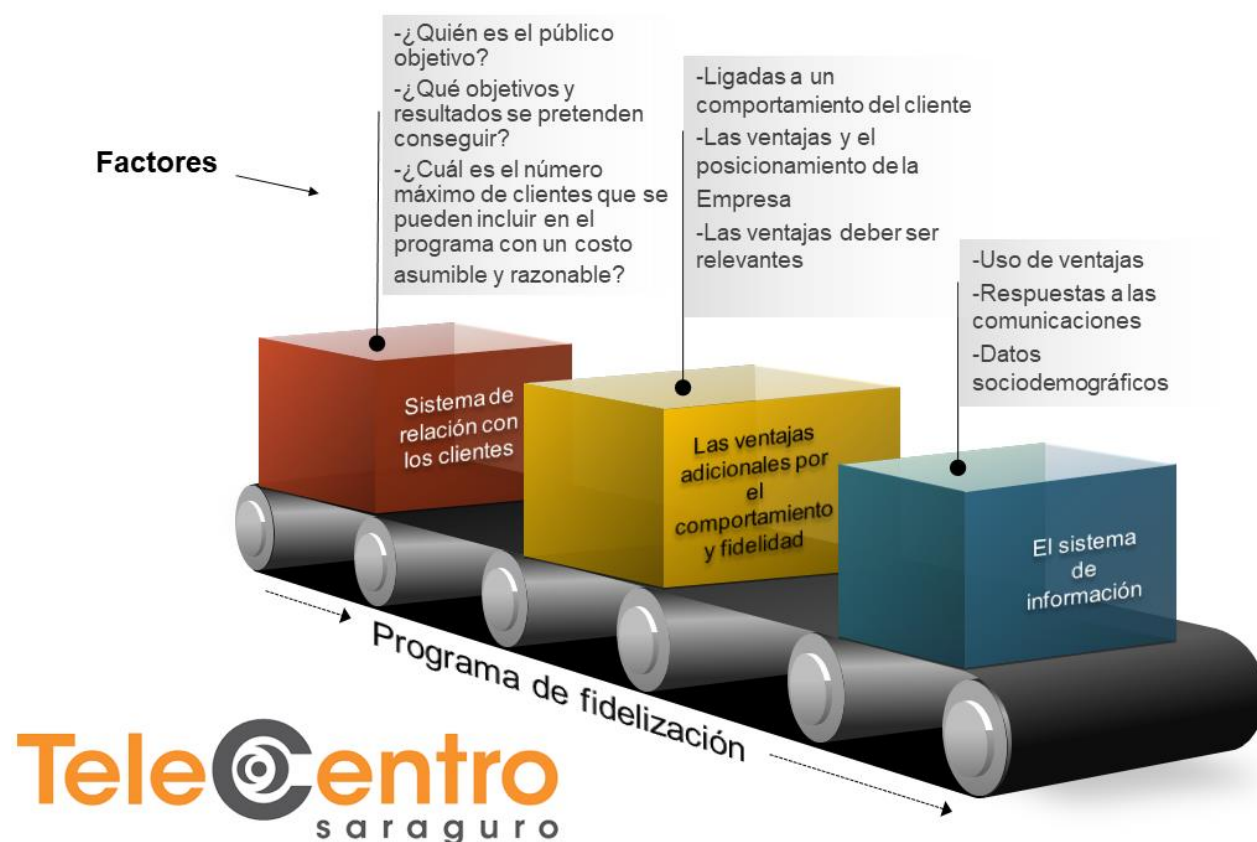 -¿Quién es el público
objetivo?
-¿Qué objetivos y
resultados se pretenden
conseguir?
-¿Cuál es el número
máximo de clientes que se
pueden incluir en el
programa con un costo
asumible y razonable?
-Ligadas a un
comportamiento del cliente
-Las ventajas y el
posicionamiento de la
Empresa
-Las ventajas deber ser
relevantes
-Uso de ventajas
-Respuestas a las
comunicaciones
-Datos
sociodemográficos
Factores
Sistema de
relación con
los clientes
Las ventajas
adicionales por
el
comportamiento
y fidelidad
El sistema
de
información
Programa de fidelización
TeleCentro
saraguro